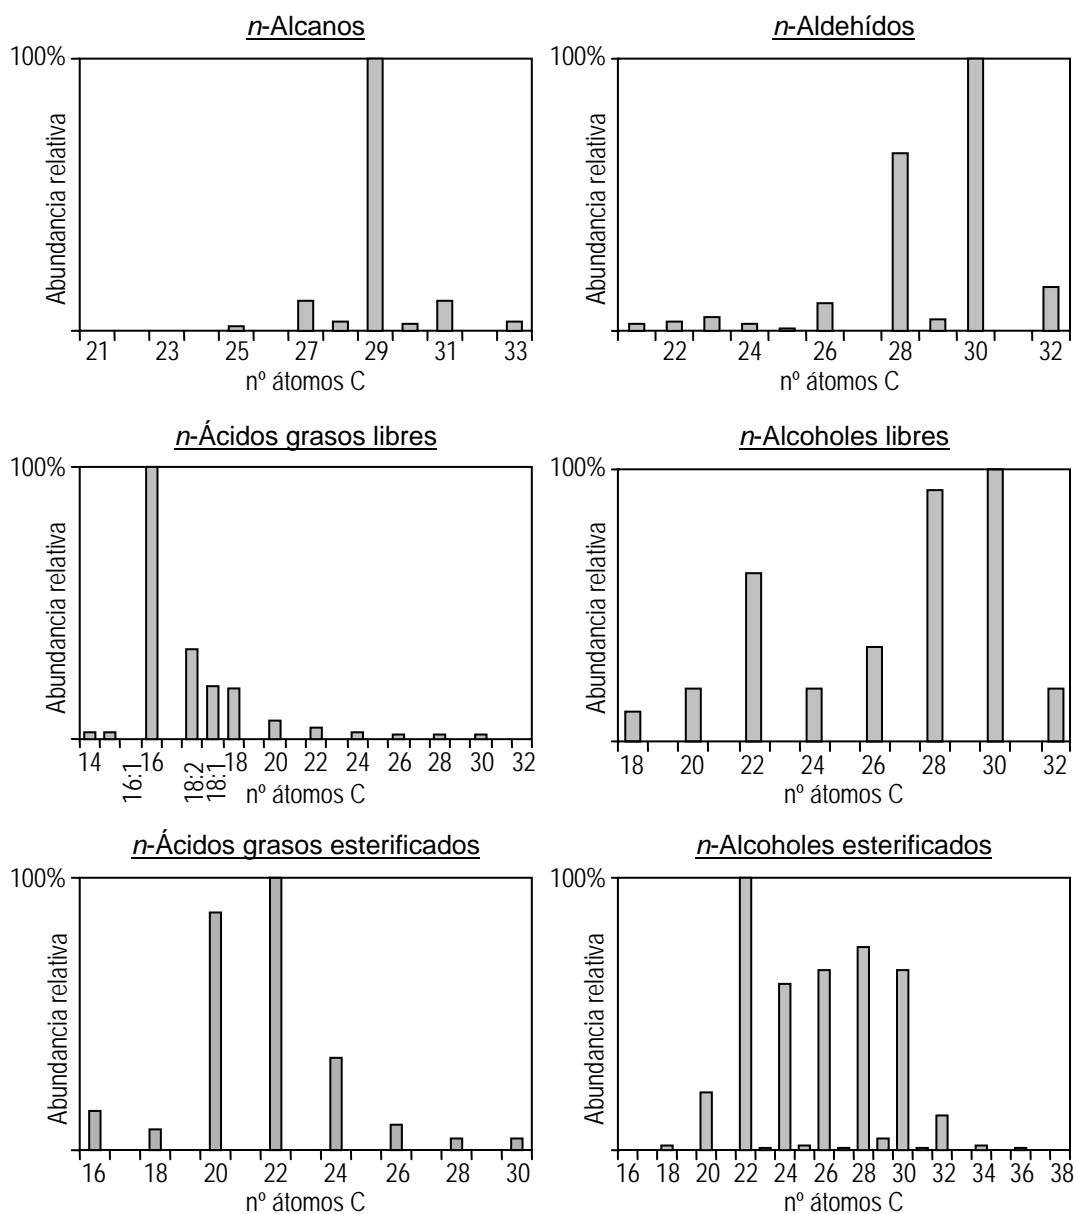 n-Alcanos
100%
Abundancia relativa
21 23 25 27 29 31 33
nº átomos C
n-Aldehídos
100%
Abundancia relativa
22 24 26 28 30 32
nº átomos C
n-Ácidos grasos libres
100%
Abundancia relativa
14 16:1 16 18:2 18:1 18 20 22 24 26 28 30 32
nº átomos C
n-Alcoholes libres
100%
Abundancia relativa
18 20 22 24 26 28 30 32
nº átomos C
n-Ácidos grasos esterificados
100%
Abundancia relativa
16 18 20 22 24 26 28 30
nº átomos C
n-Alcoholes esterificados
100%
Abundancia relativa
16 18 20 22 24 26 28 30 32 34 36 38
nº átomos C